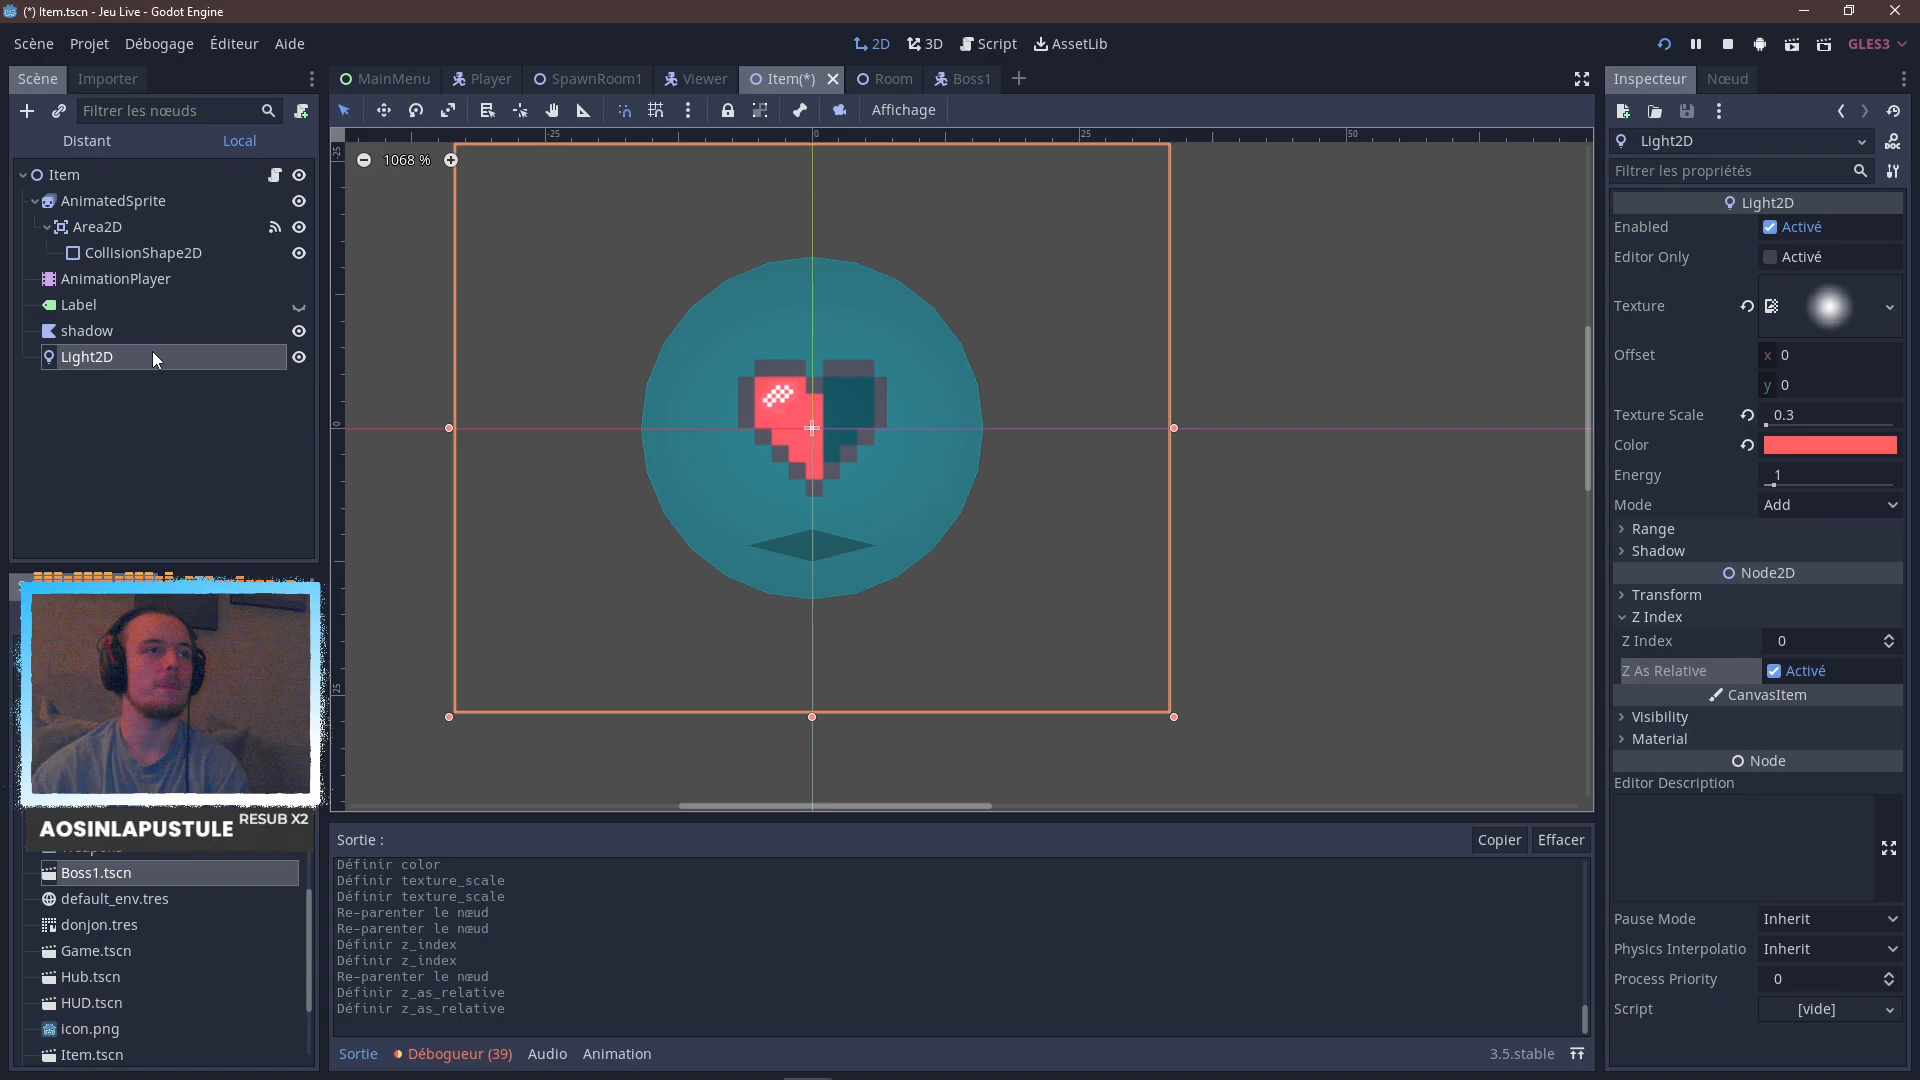 (*) Item.tscn - Jeu Live - Godot Engine
Scène Projet Débogage Éditeur Aide
2D 3D Script AssetLib
GLES3
Scène Importer
MainMenu Player SpawnRoom1 Viewer Item(*) Room Boss1
Inspecteur Nœud
Filtrer les nœuds
Affichage
Distant Local
Light2D
Filtrer les propriétés
-25 0 25 50
-25
0
25
1068 %
Item
AnimatedSprite
Area2D
CollisionShape2D
AnimationPlayer
Label
shadow
Light2D
Light2D
Enabled Activé
Editor Only Activé
Texture
Offset x 0
y 0
Texture Scale 0.3
Color
Energy 1
Mode Add
Range
Shadow
Node2D
Transform
Z Index
Z Index 0
Z As Relative Activé
CanvasItem
Visibility
Material
Node
Editor Description
Pause Mode Inherit
Physics Interpolatio Inherit
Process Priority 0
Script [vide]
AOSINLAPUSTULE RESUB X2
Boss1.tscn
default_env.tres
donjon.tres
Game.tscn
Hub.tscn
HUD.tscn
icon.png
Item.tscn
Sortie :
Copier Effacer
Définir color
Définir texture_scale
Définir texture_scale
Re-parenter le nœud
Re-parenter le nœud
Définir z_index
Définir z_index
Re-parenter le nœud
Définir z_as_relative
Définir z_as_relative
Sortie Débogueur (39) Audio Animation
3.5.stable